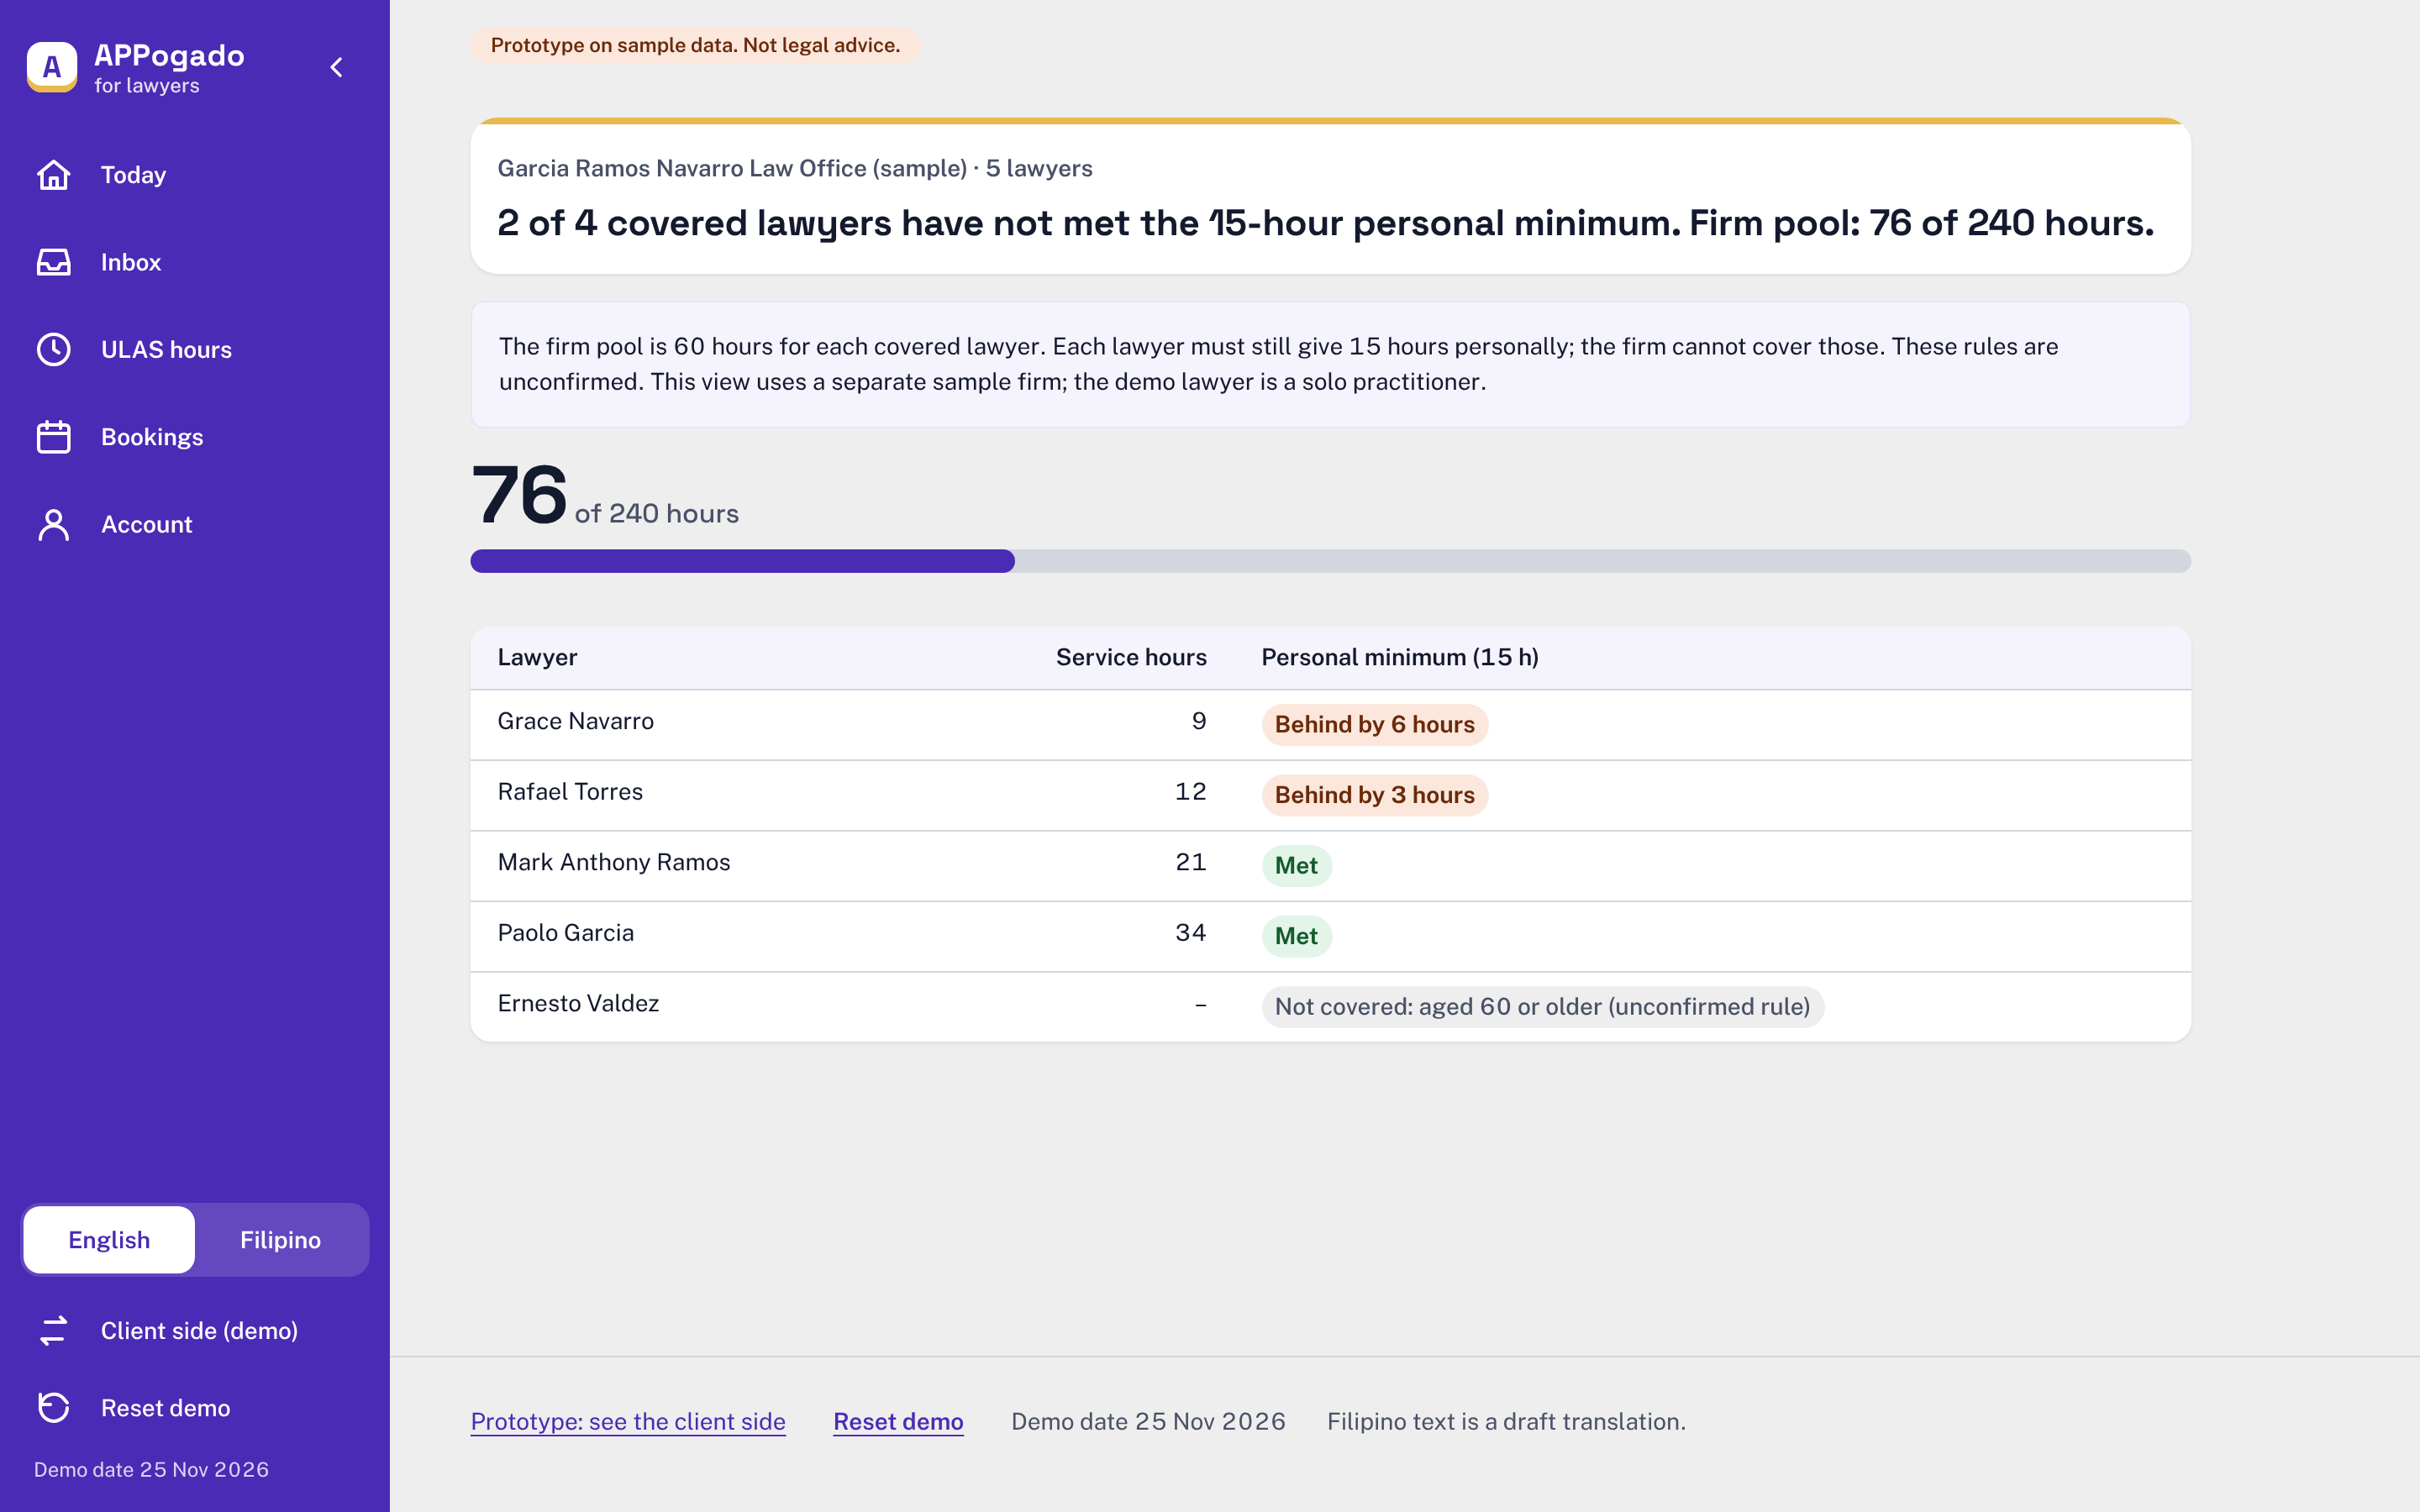 A
APPogado
for lawyers
Today
Inbox
ULAS hours
Bookings
Account
English
Filipino
Client side (demo)
Reset demo
Demo date 25 Nov 2026
Prototype on sample data. Not legal advice.
Garcia Ramos Navarro Law Office (sample) · 5 lawyers
2 of 4 covered lawyers have not met the 15-hour personal minimum. Firm pool: 76 of 240 hours.
The firm pool is 60 hours for each covered lawyer. Each lawyer must still give 15 hours personally; the firm cannot cover those. These rules are
unconfirmed. This view uses a separate sample firm; the demo lawyer is a solo practitioner.
76 of 240 hours
Lawyer Service hours Personal minimum (15 h)
Grace Navarro 9 Behind by 6 hours
Rafael Torres 12 Behind by 3 hours
Mark Anthony Ramos 21 Met
Paolo Garcia 34 Met
Ernesto Valdez – Not covered: aged 60 or older (unconfirmed rule)
Prototype: see the client side Reset demo Demo date 25 Nov 2026 Filipino text is a draft translation.